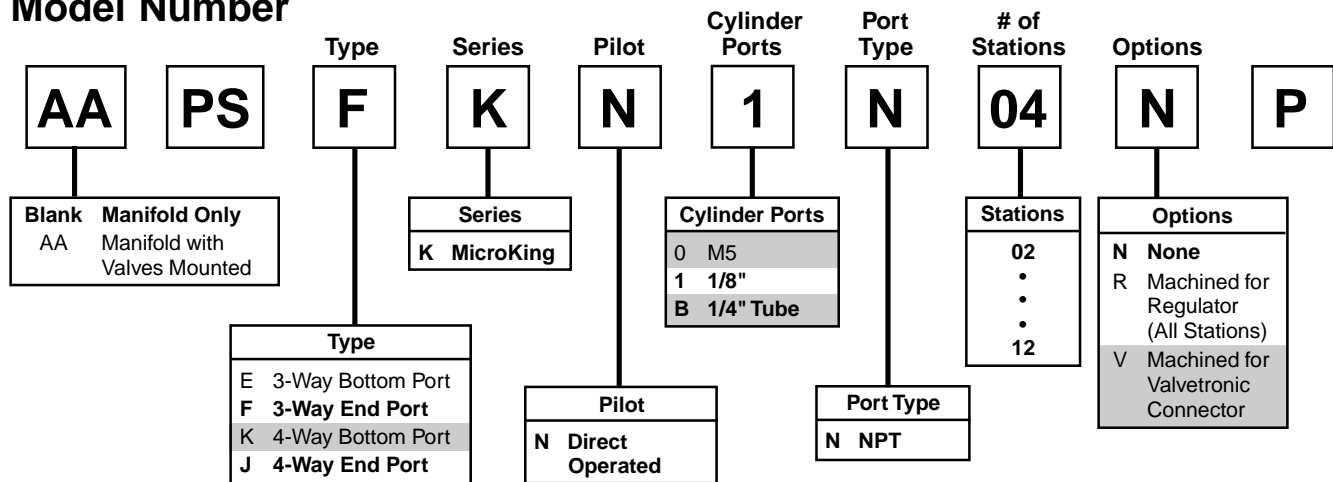 Model Number
Type Series Pilot Cylinder Ports Port Type # of Stations Options
AA PS F K N 1 N 04 N P
Blank Manifold Only
AA Manifold with
Valves Mounted
Series
K MicroKing
Cylinder Ports
0 M5
1 1/8"
B 1/4" Tube
Stations
02
•
•
•
12
Options
N None
R Machined for
Regulator
(All Stations)
V Machined for
Valvetronic
Connector
Type
E 3-Way Bottom Port
F 3-Way End Port
K 4-Way Bottom Port
J 4-Way End Port
Pilot
N Direct
Operated
Port Type
N NPT